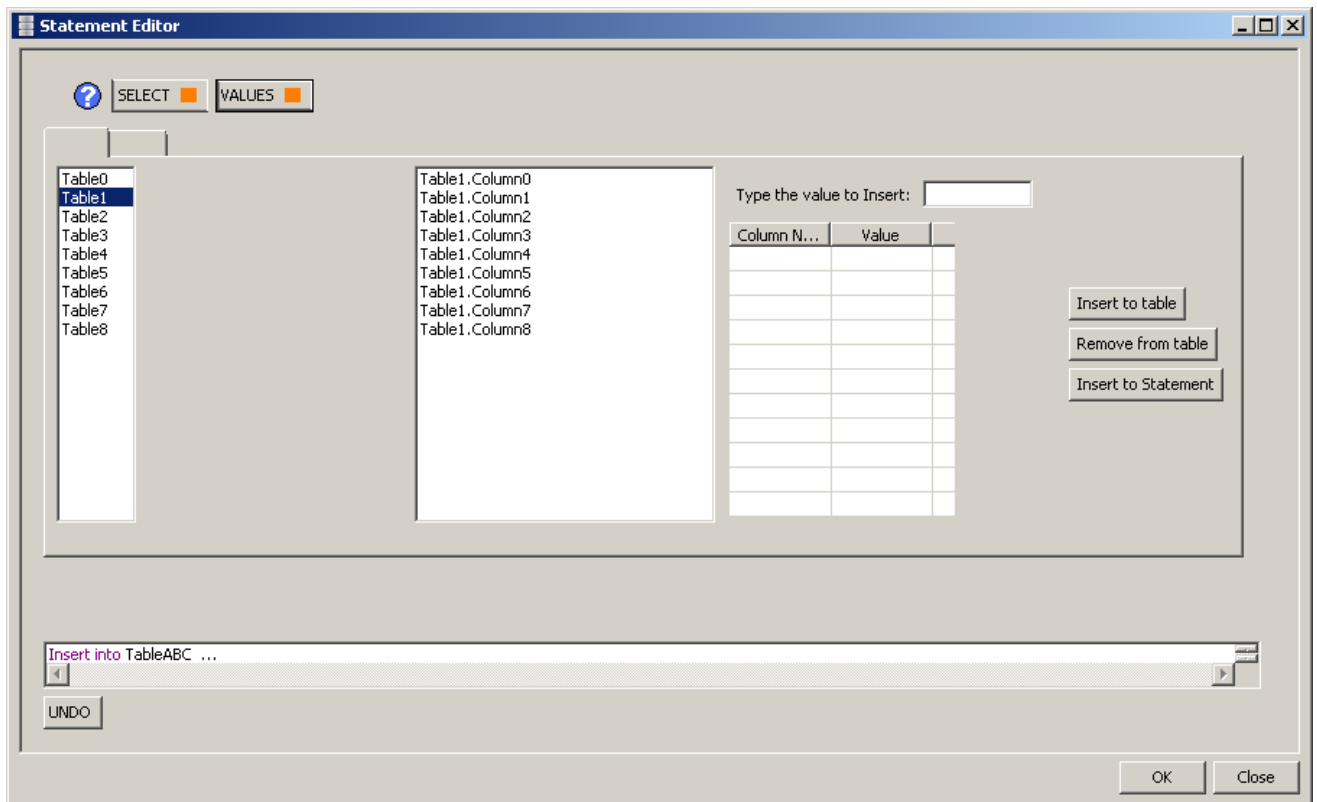 Statement Editor
SELECT VALUES
Table0
Table1
Table2
Table3
Table4
Table5
Table6
Table7
Table8
Table1.Column0
Table1.Column1
Table1.Column2
Table1.Column3
Table1.Column4
Table1.Column5
Table1.Column6
Table1.Column7
Table1.Column8
Type the value to Insert:
Column N... Value
Insert to table
Remove from table
Insert to Statement
Insert into TableABC ...
UNDO
OK Close